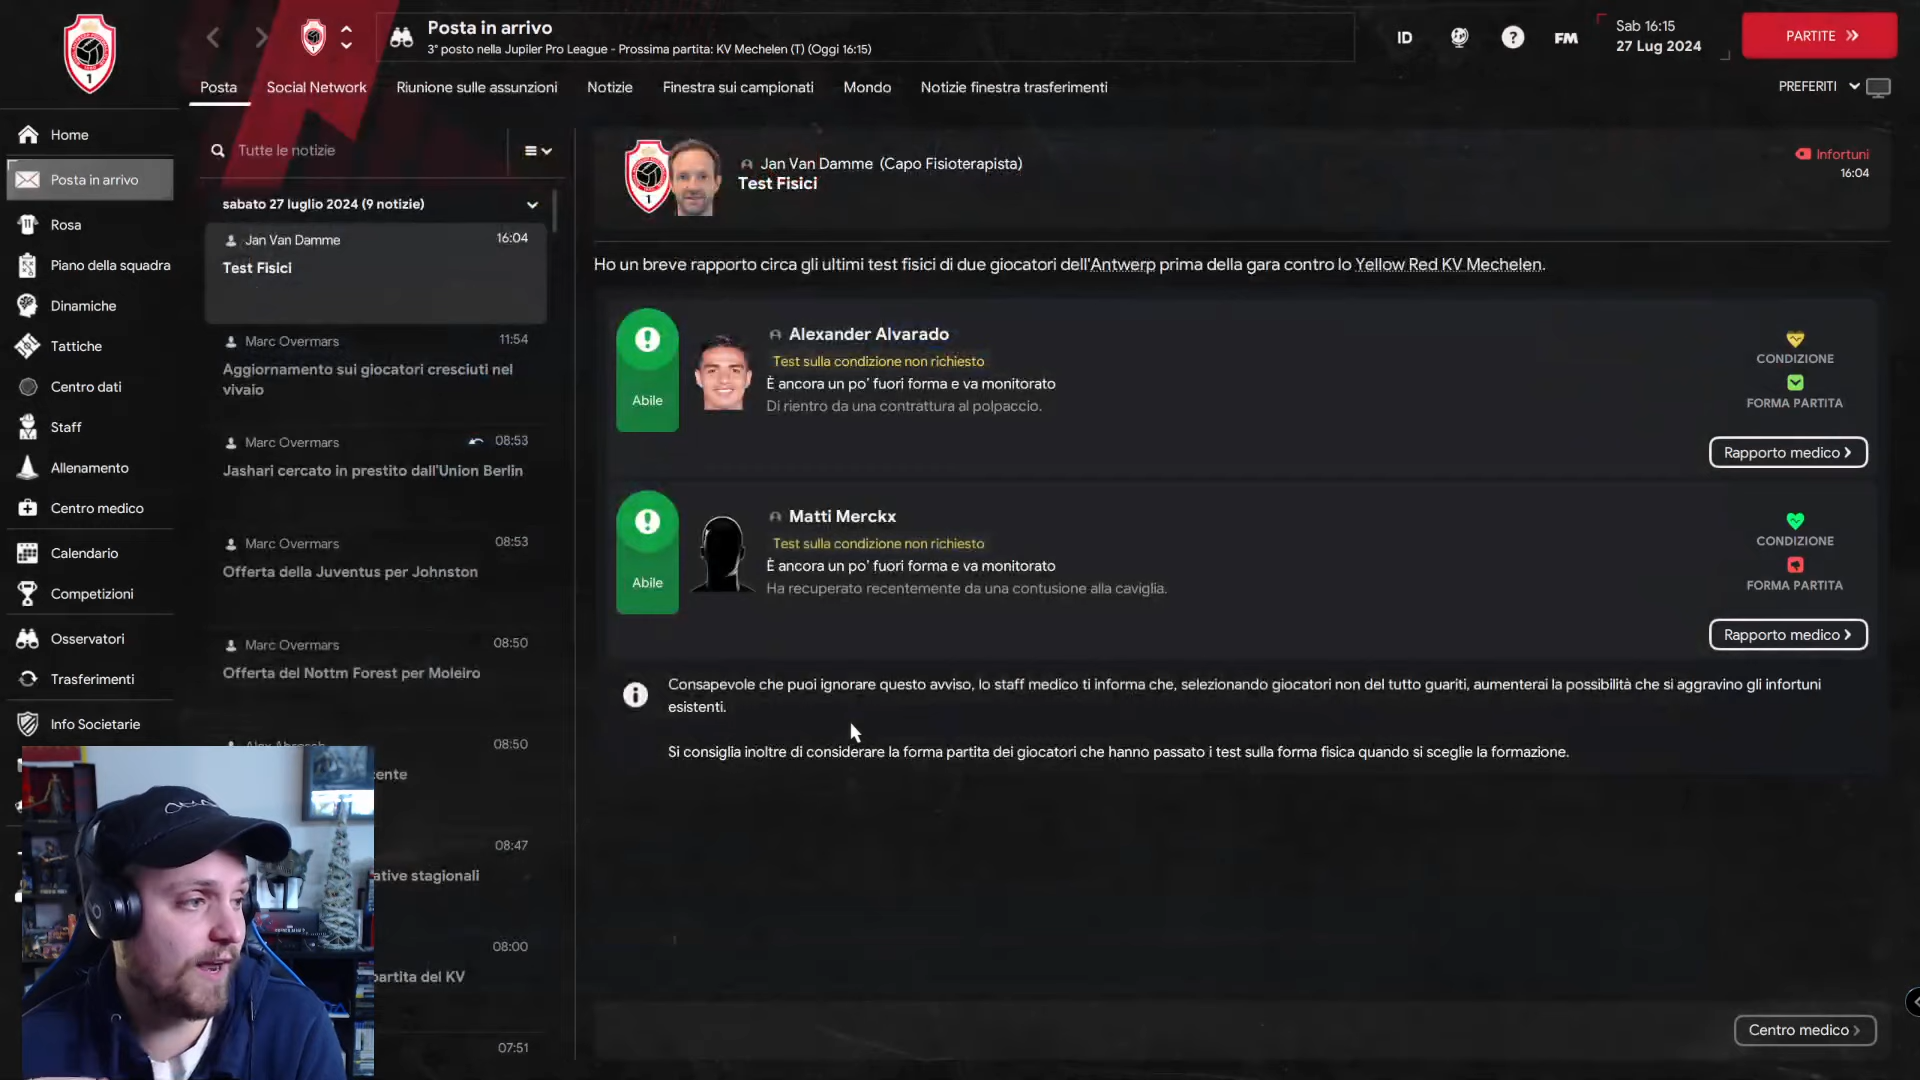 Posta in arrivo
3° posto nella Jupiler Pro League - Prossima partita: KV Mechelen (T) (Oggi 16:15)
ID
?
FM
Sab 16:15
27 Lug 2024
PARTITE
Posta
Social Network
Riunione sulle assunzioni
Notizie
Finestra sui campionati
Mondo
Notizie finestra trasferimenti
PREFERITI
1
Home
Posta in arrivo
Rosa
Piano della squadra
Dinamiche
Tattiche
Centro dati
Staff
Allenamento
Centro medico
Calendario
Competizioni
Osservatori
Trasferimenti
Info Societarie
Tutte le notizie
sabato 27 luglio 2024 (9 notizie)
Jan Van Damme
16:04
Test Fisici
Marc Overmars
11:54
Aggiornamento sui giocatori cresciuti nel
vivaio
Marc Overmars
08:53
Jashari cercato in prestito dall'Union Berlin
Marc Overmars
08:53
Offerta della Juventus per Johnston
Marc Overmars
08:50
Offerta del Nottm Forest per Moleiro
08:50
ente
08:47
ative stagionali
08:00
partita del KV
07:51
1
Jan Van Damme (Capo Fisioterapista)
Test Fisici
Infortuni
16:04
Ho un breve rapporto circa gli ultimi test fisici di due giocatori dell'Antwerp prima della gara contro lo Yellow Red KV Mechelen.
Abile
Alexander Alvarado
Test sulla condizione non richiesto
È ancora un po' fuori forma e va monitorato
Di rientro da una contrattura al polpaccio.
CONDIZIONE
FORMA PARTITA
Rapporto medico
Abile
Matti Merckx
Test sulla condizione non richiesto
È ancora un po' fuori forma e va monitorato
Ha recuperato recentemente da una contusione alla caviglia.
CONDIZIONE
FORMA PARTITA
Rapporto medico
Consapevole che puoi ignorare questo avviso, lo staff medico ti informa che, selezionando giocatori non del tutto guariti, aumenterai la possibilità che si aggravino gli infortuni
esistenti.
Si consiglia inoltre di considerare la forma partita dei giocatori che hanno passato i test sulla forma fisica quando si sceglie la formazione.
Centro medico